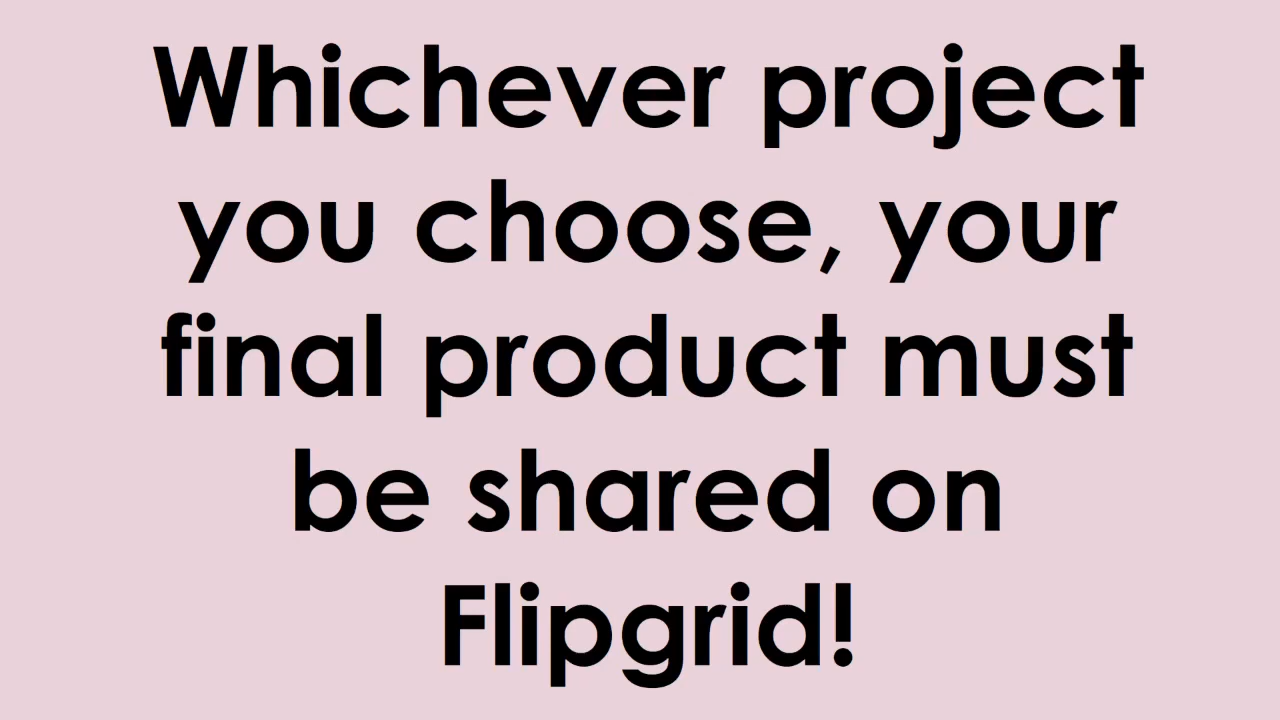 Whichever project
you choose, your
final product must
be shared on
Flipgrid!